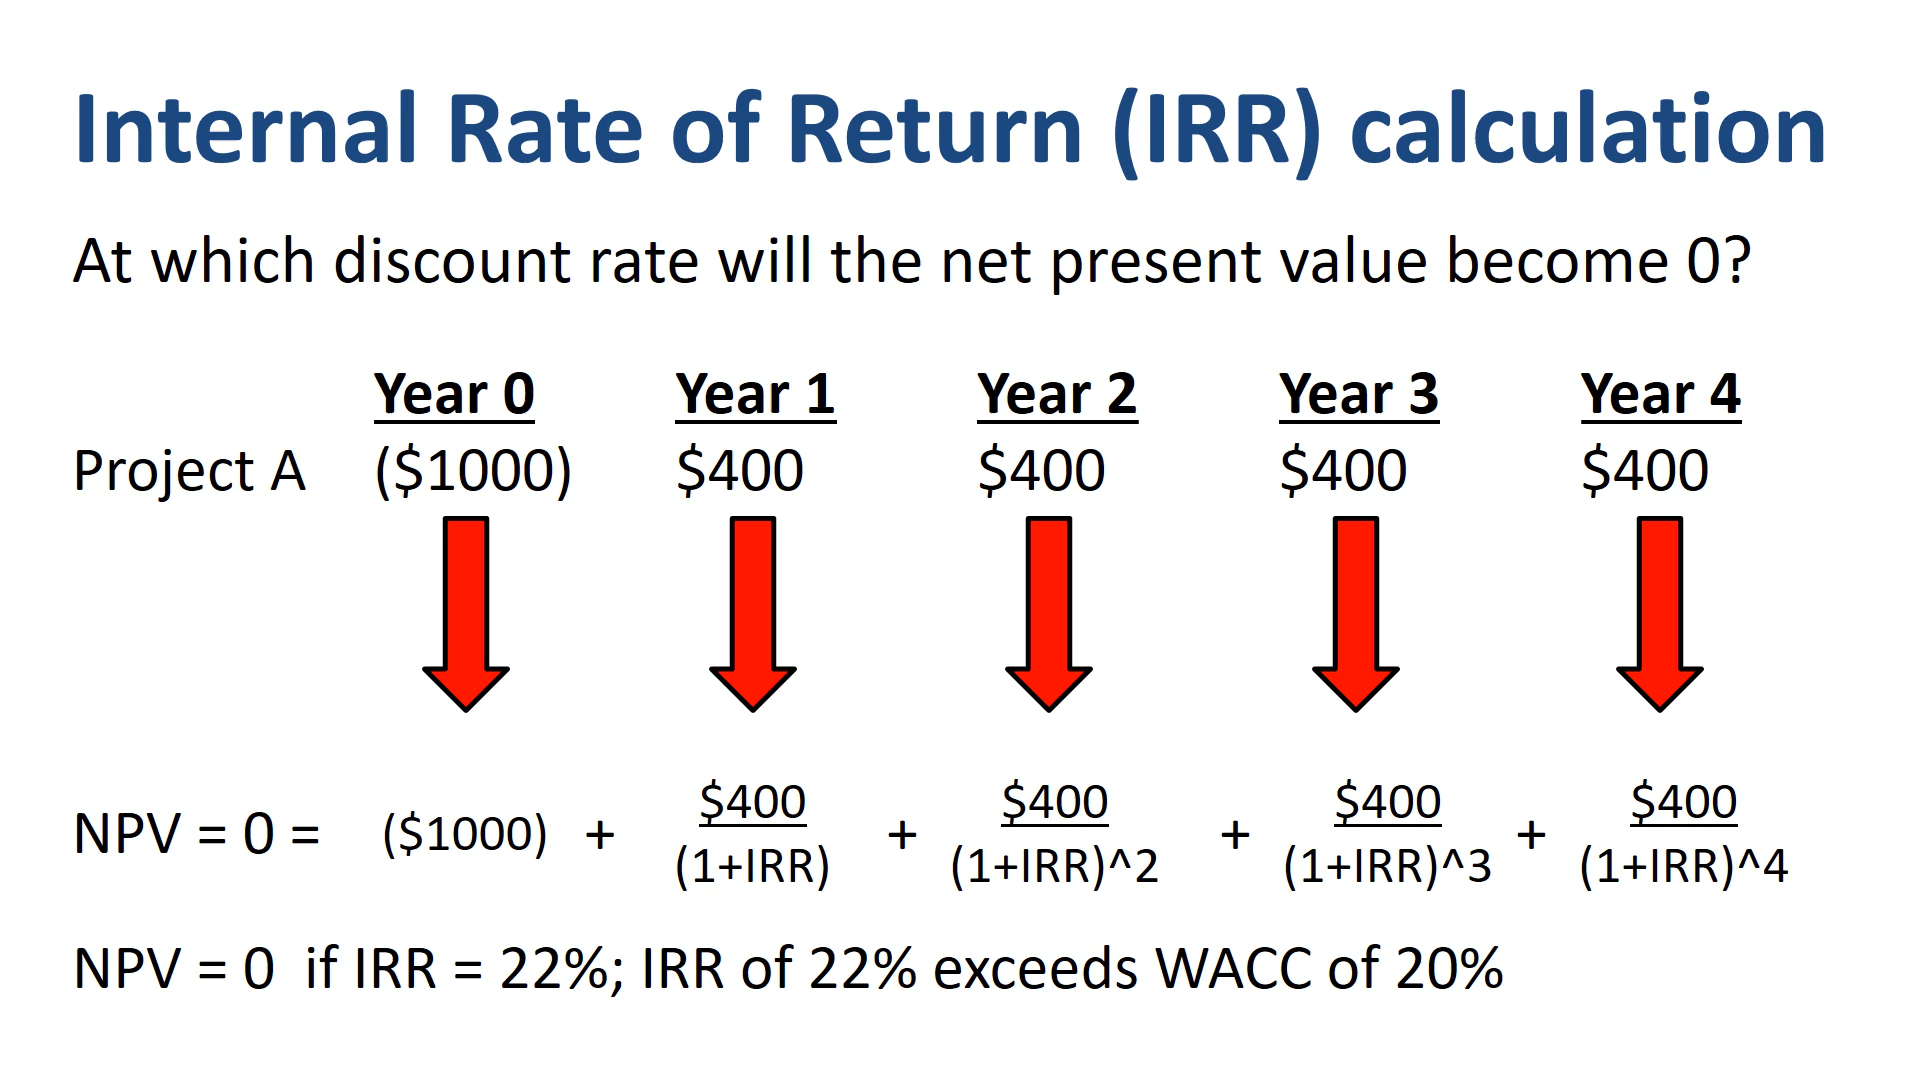 Internal Rate of Return (IRR) calculation
At which discount rate will the net present value become 0?
Year 0 Year 1 Year 2 Year 3 Year 4
Project A ($1000) $400 $400 $400 $400
$400 $400 $400 $400
NPV = 0 = ($1000) + + + +
(1+IRR) (1+IRR)^2 (1+IRR)^3 (1+IRR)^4
NPV = 0 if IRR = 22%; IRR of 22% exceeds WACC of 20%